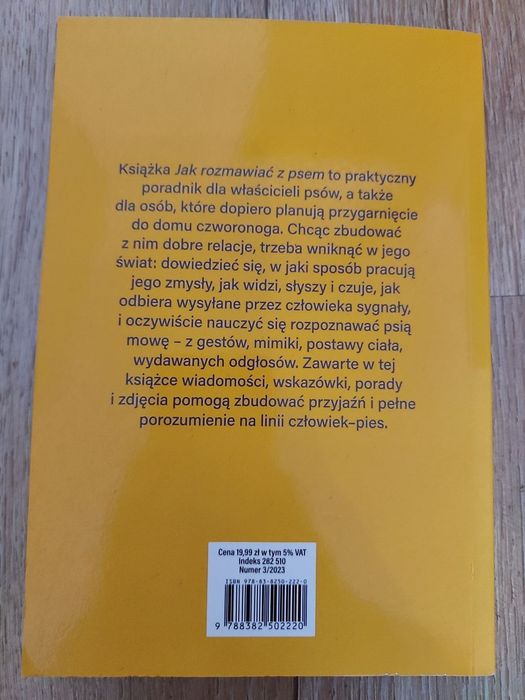 Książka Jak rozmawiać z psem to praktyczny
poradnik dla właścicieli psów, a także
dla osób, które dopiero planują przygarnięcie
do domu czworonoga. Chcąc zbudować
z nim dobre relacje, trzeba wniknąć w jego
świat: dowiedzieć się, w jaki sposób pracują
jego zmysły, jak widzi, słyszy i czuje, jak
odbiera wysyłane przez człowieka sygnały,
i oczywiście nauczyć się rozpoznawać psią
mowę – z gestów, mimiki, postawy ciała,
wydawanych odgłosów. Zawarte w tej
książce wiadomości, wskazówki, porady
i zdjęcia pomogą zbudować przyjaźń i pełne
porozumienie na linii człowiek–pies.
Cena 19,99 zł w tym 5% VAT
Indeks 282 510
Numer 3/2023
ISBN 978-83-8250-222-0
9 788382 502220